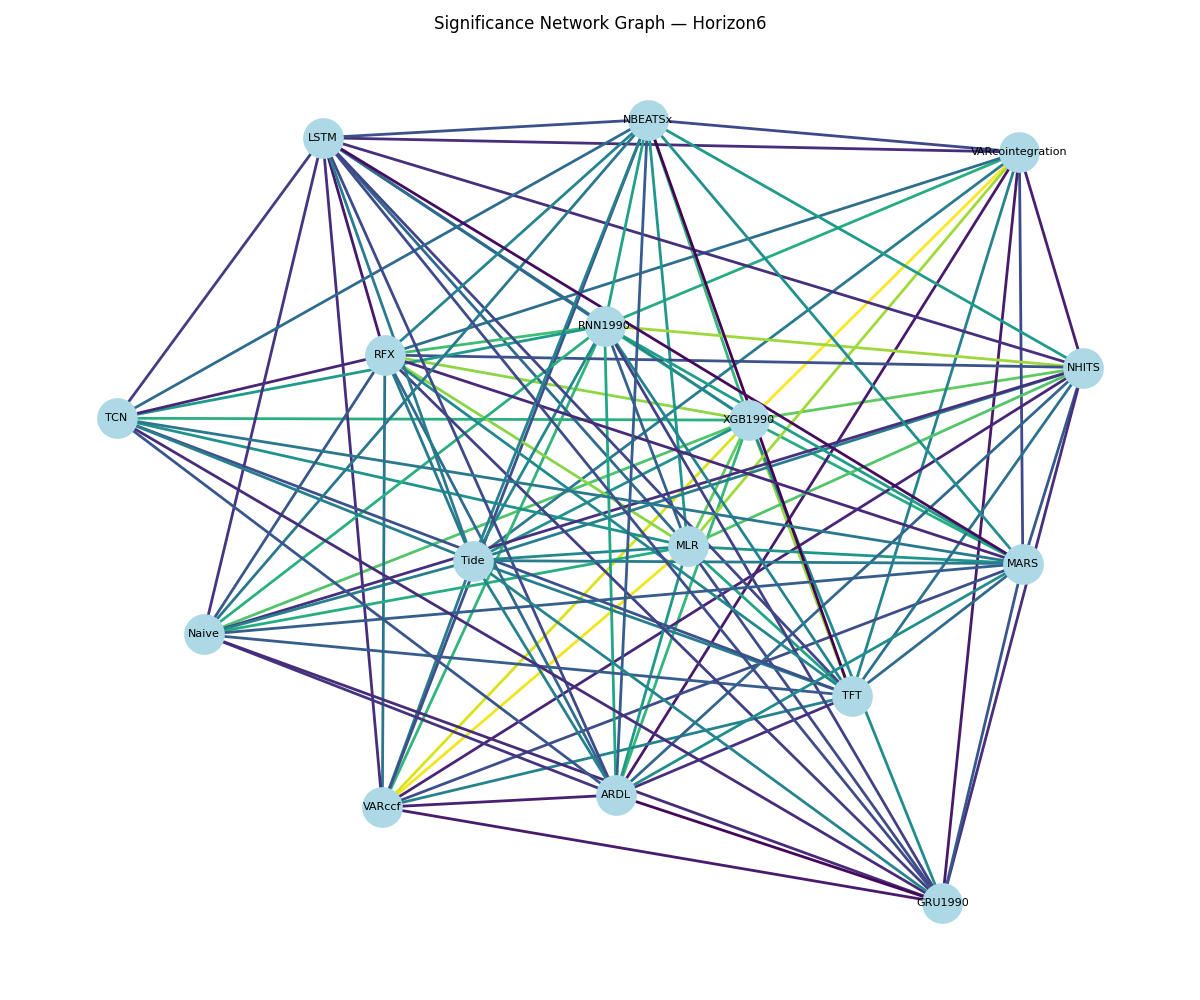 Significance Network Graph — Horizon6
NBEATSx
LSTM
VARcointegration
RNN1990
RFX
NHITS
TCN
XGB1990
MLR
Tide
MARS
Naive
TFT
ARDL
VARccf
GRU1990